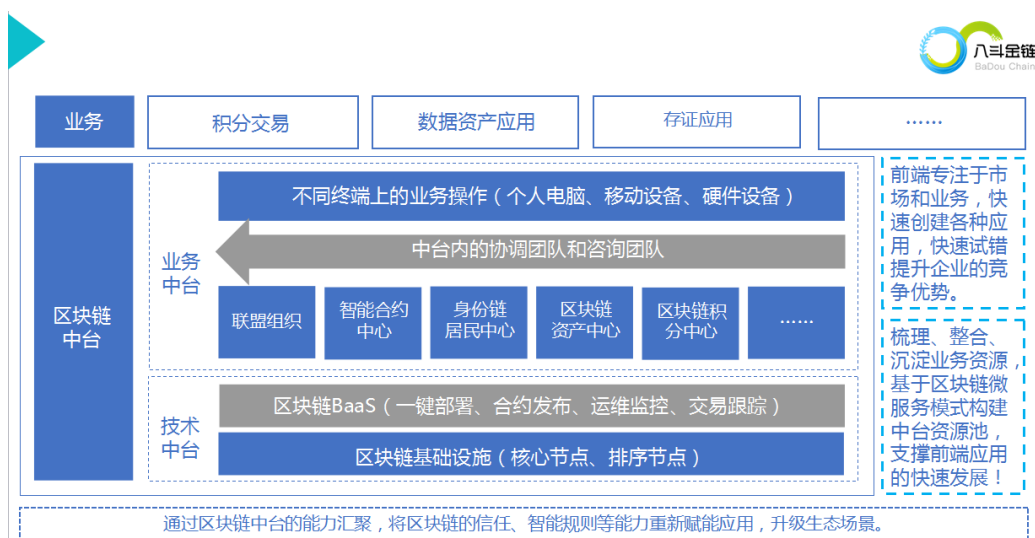 八斗金链
BaDou Chain
业务
积分交易
数据资产应用
存证应用
……
区块链
中台
业务
中台
不同终端上的业务操作（个人电脑、移动设备、硬件设备）
中台内的协调团队和咨询团队
联盟组织
智能合约
中心
身份链
居民中心
区块链
资产中心
区块链积
分中心
……
技术
中台
区块链BaaS（一键部署、合约发布、运维监控、交易跟踪）
区块链基础设施（核心节点、排序节点）
前端专注于市
场和业务，快
速创建各种应
用，快速试错
提升企业的竞
争优势。
梳理、整合、
沉淀业务资源，
基于区块链微
服务模式构建
中台资源池，
支撑前端应用
的快速发展！
通过区块链中台的能力汇聚，将区块链的信任、智能规则等能力重新赋能应用，升级生态场景。